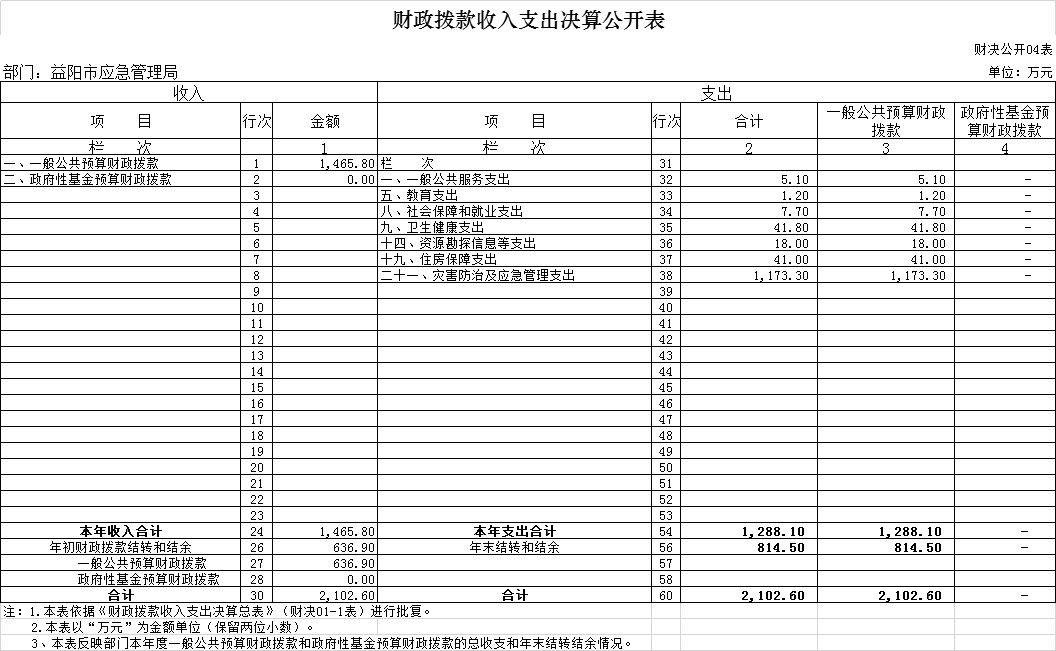 财政拨款收入支出决算公开表
财决公开04表
部门：益阳市应急管理局 单位：万元
收入 支出
项 目 行次 金额 项 目 行次 合计 一般公共预算财政拨款 政府性基金预算财政拨款
栏 次 1 栏 次 2 3 4
一、一般公共预算财政拨款 1 1,465.80 栏 次 31
二、政府性基金预算财政拨款 2 0.00 一、一般公共服务支出 32 5.10 5.10 -
3 五、教育支出 33 1.20 1.20 -
4 八、社会保障和就业支出 34 7.70 7.70 -
5 九、卫生健康支出 35 41.80 41.80 -
6 十四、资源勘探信息等支出 36 18.00 18.00 -
7 十九、住房保障支出 37 41.00 41.00 -
8 二十一、灾害防治及应急管理支出 38 1,173.30 1,173.30 -
9 39
10 40
11 41
12 42
13 43
14 44
15 45
16 46
17 47
18 48
19 49
20 50
21 51
22 52
23 53
本年收入合计 24 1,465.80 本年支出合计 54 1,288.10 1,288.10 -
年初财政拨款结转和结余 26 636.90 年末结转和结余 56 814.50 814.50 -
一般公共预算财政拨款 27 636.90 57
政府性基金预算财政拨款 28 0.00 58
合计 30 2,102.60 合计 60 2,102.60 2,102.60 -
注：1.本表依据《财政拨款收入支出决算总表》（财决01-1表）进行批复。
2.本表以“万元”为金额单位（保留两位小数）。
3、本表反映部门本年度一般公共预算财政拨款和政府性基金预算财政拨款的总收支和年末结转结余情况。